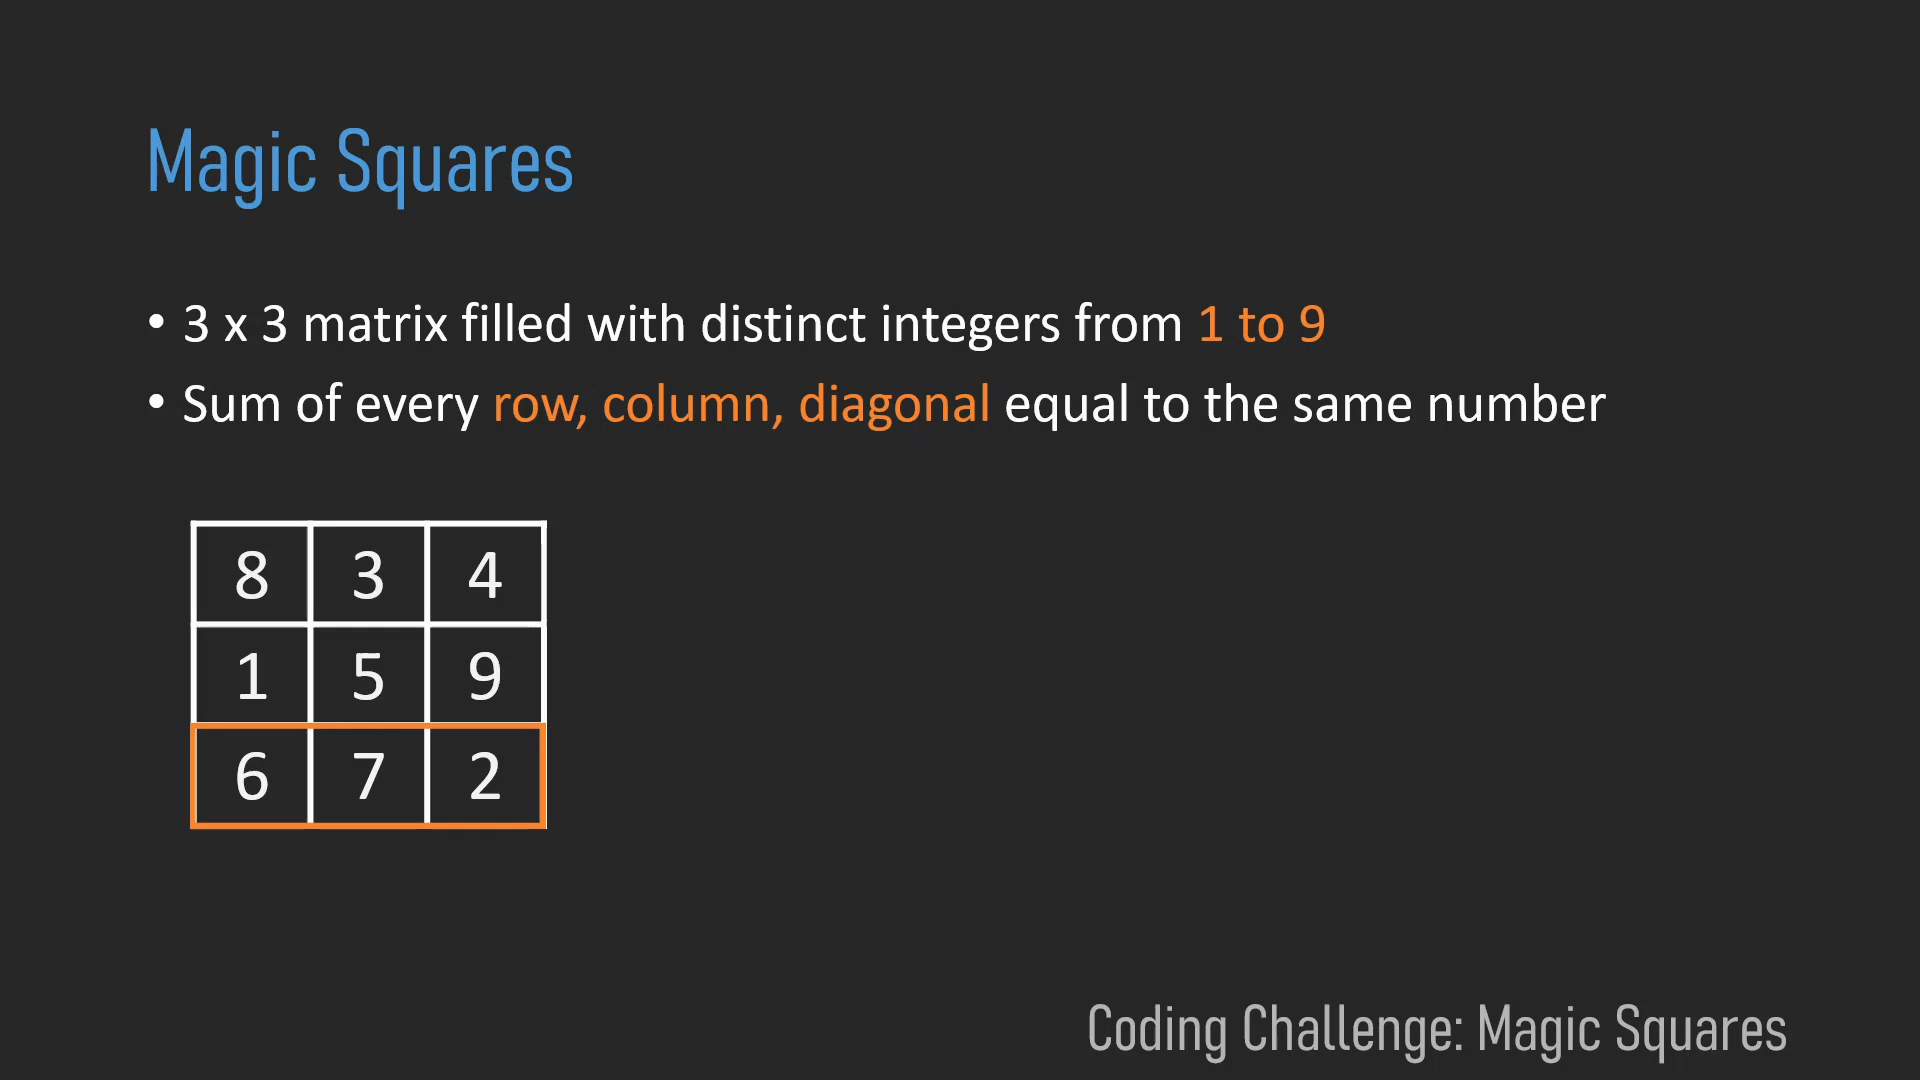 Magic Squares
• 3 x 3 matrix filled with distinct integers from 1 to 9
• Sum of every row, column, diagonal equal to the same number
8 3 4
1 5 9
6 7 2
Coding Challenge: Magic Squares